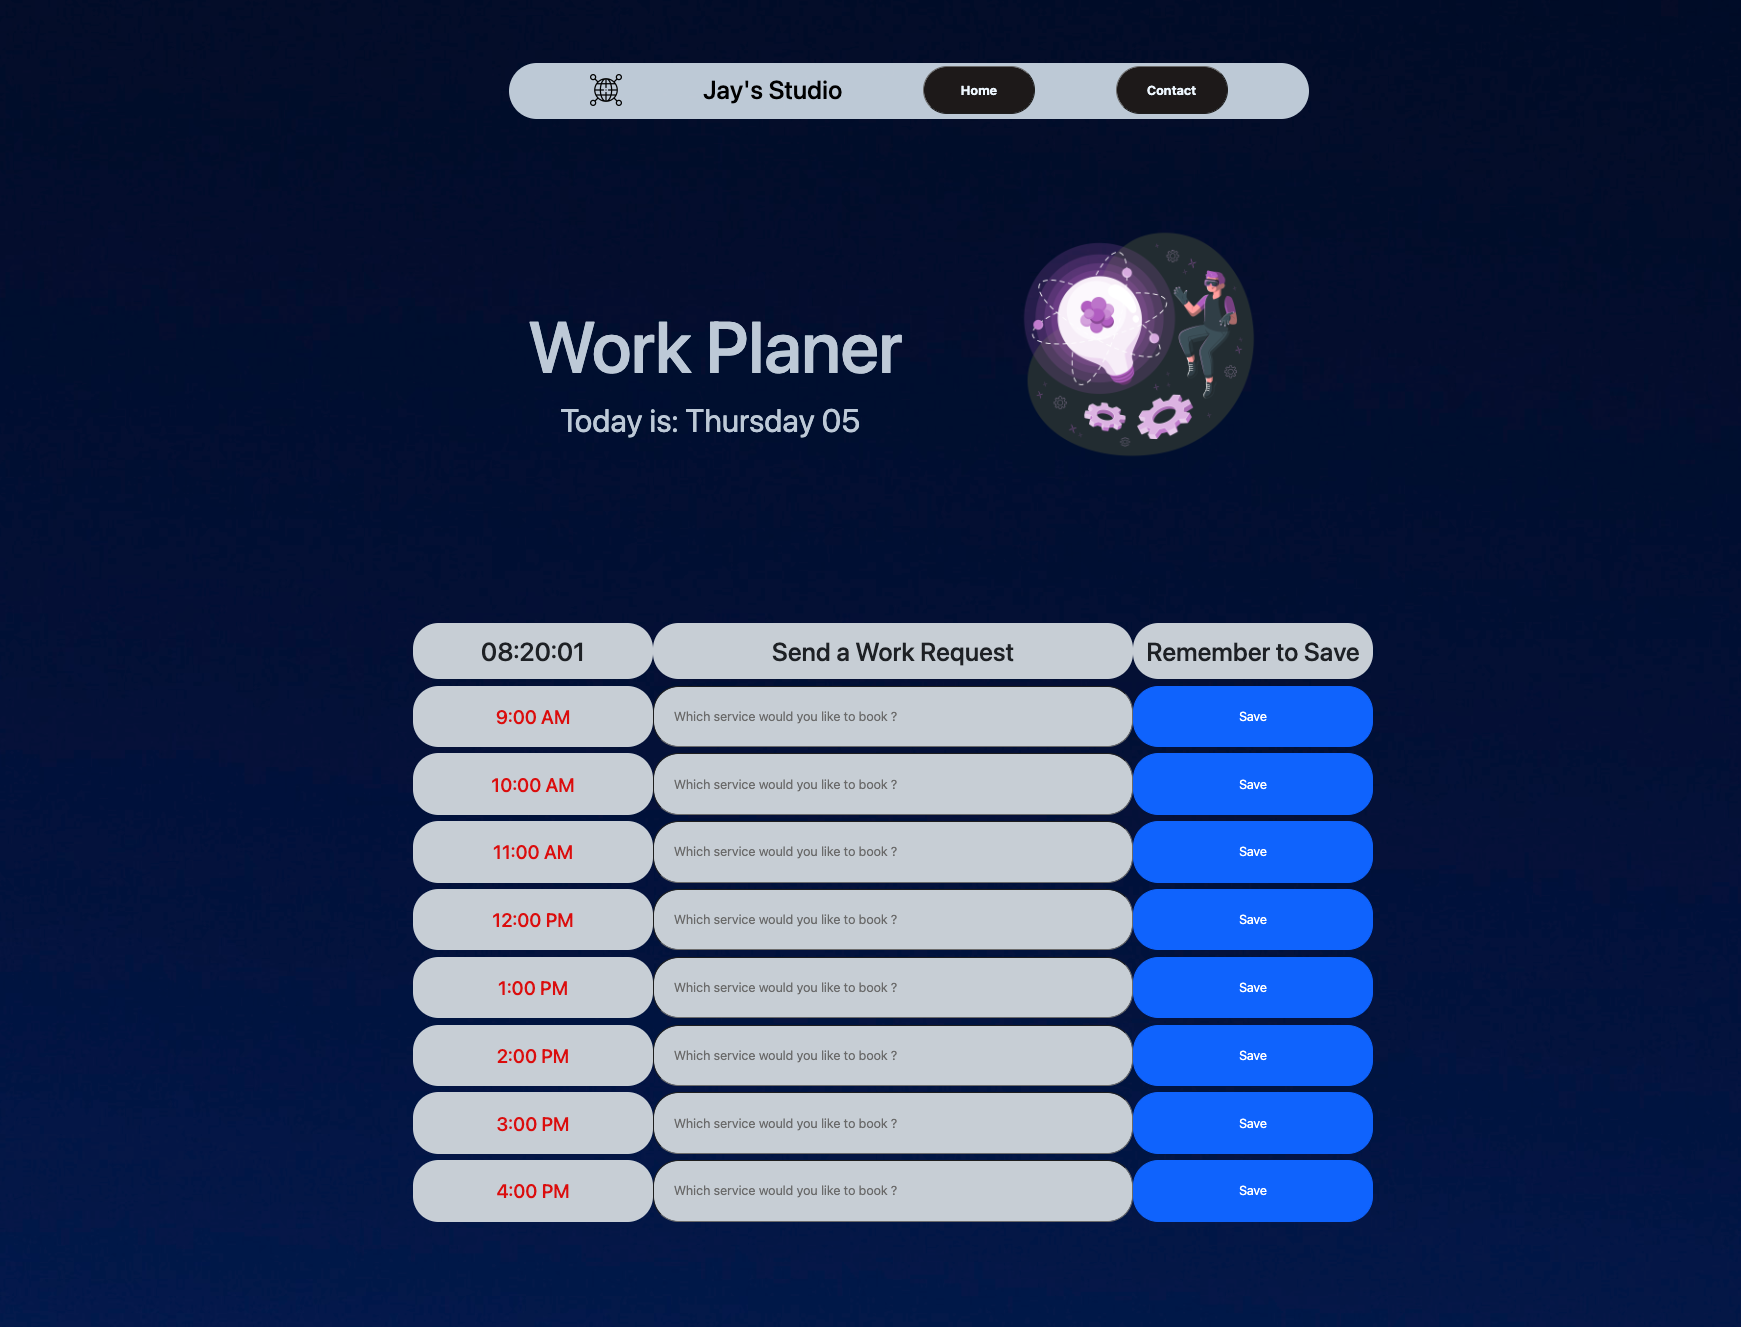 Jay's Studio Home Contact
Work Planer
Today is: Thursday 05
08:20:01 Send a Work Request Remember to Save
9:00 AM Which service would you like to book ? Save
10:00 AM Which service would you like to book ? Save
11:00 AM Which service would you like to book ? Save
12:00 PM Which service would you like to book ? Save
1:00 PM Which service would you like to book ? Save
2:00 PM Which service would you like to book ? Save
3:00 PM Which service would you like to book ? Save
4:00 PM Which service would you like to book ? Save